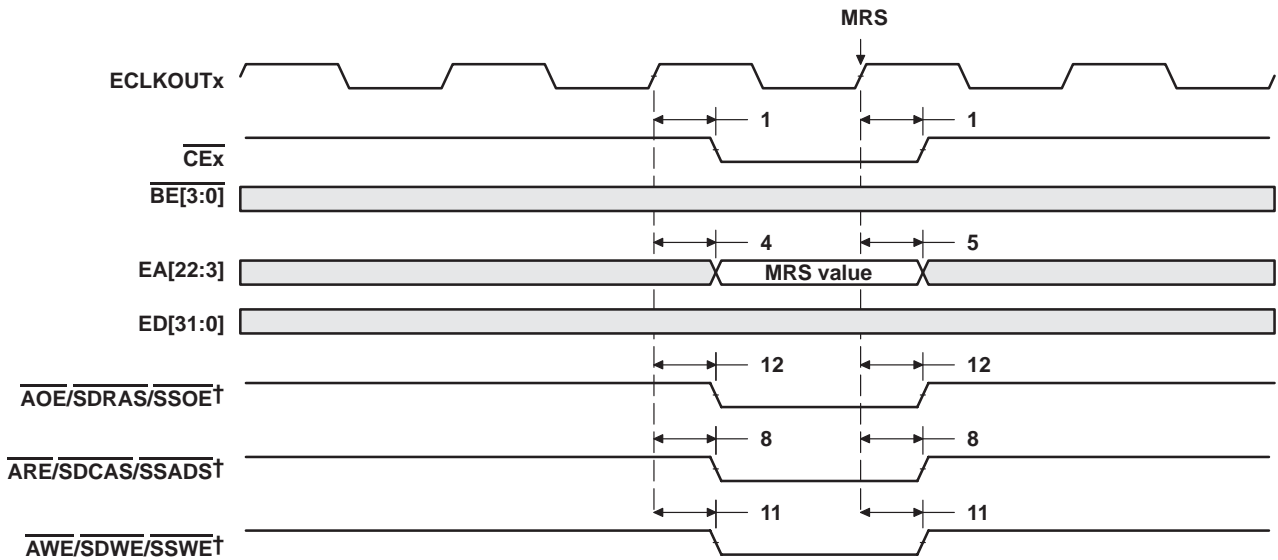 MRS
ECLKOUTx
1 1
CEx
BE[3:0]
4 5
EA[22:3] MRS value
ED[31:0]
12 12
AOE/SDRAS/SSOE†
8 8
ARE/SDCAS/SSADS†
11 11
AWE/SDWE/SSWE†